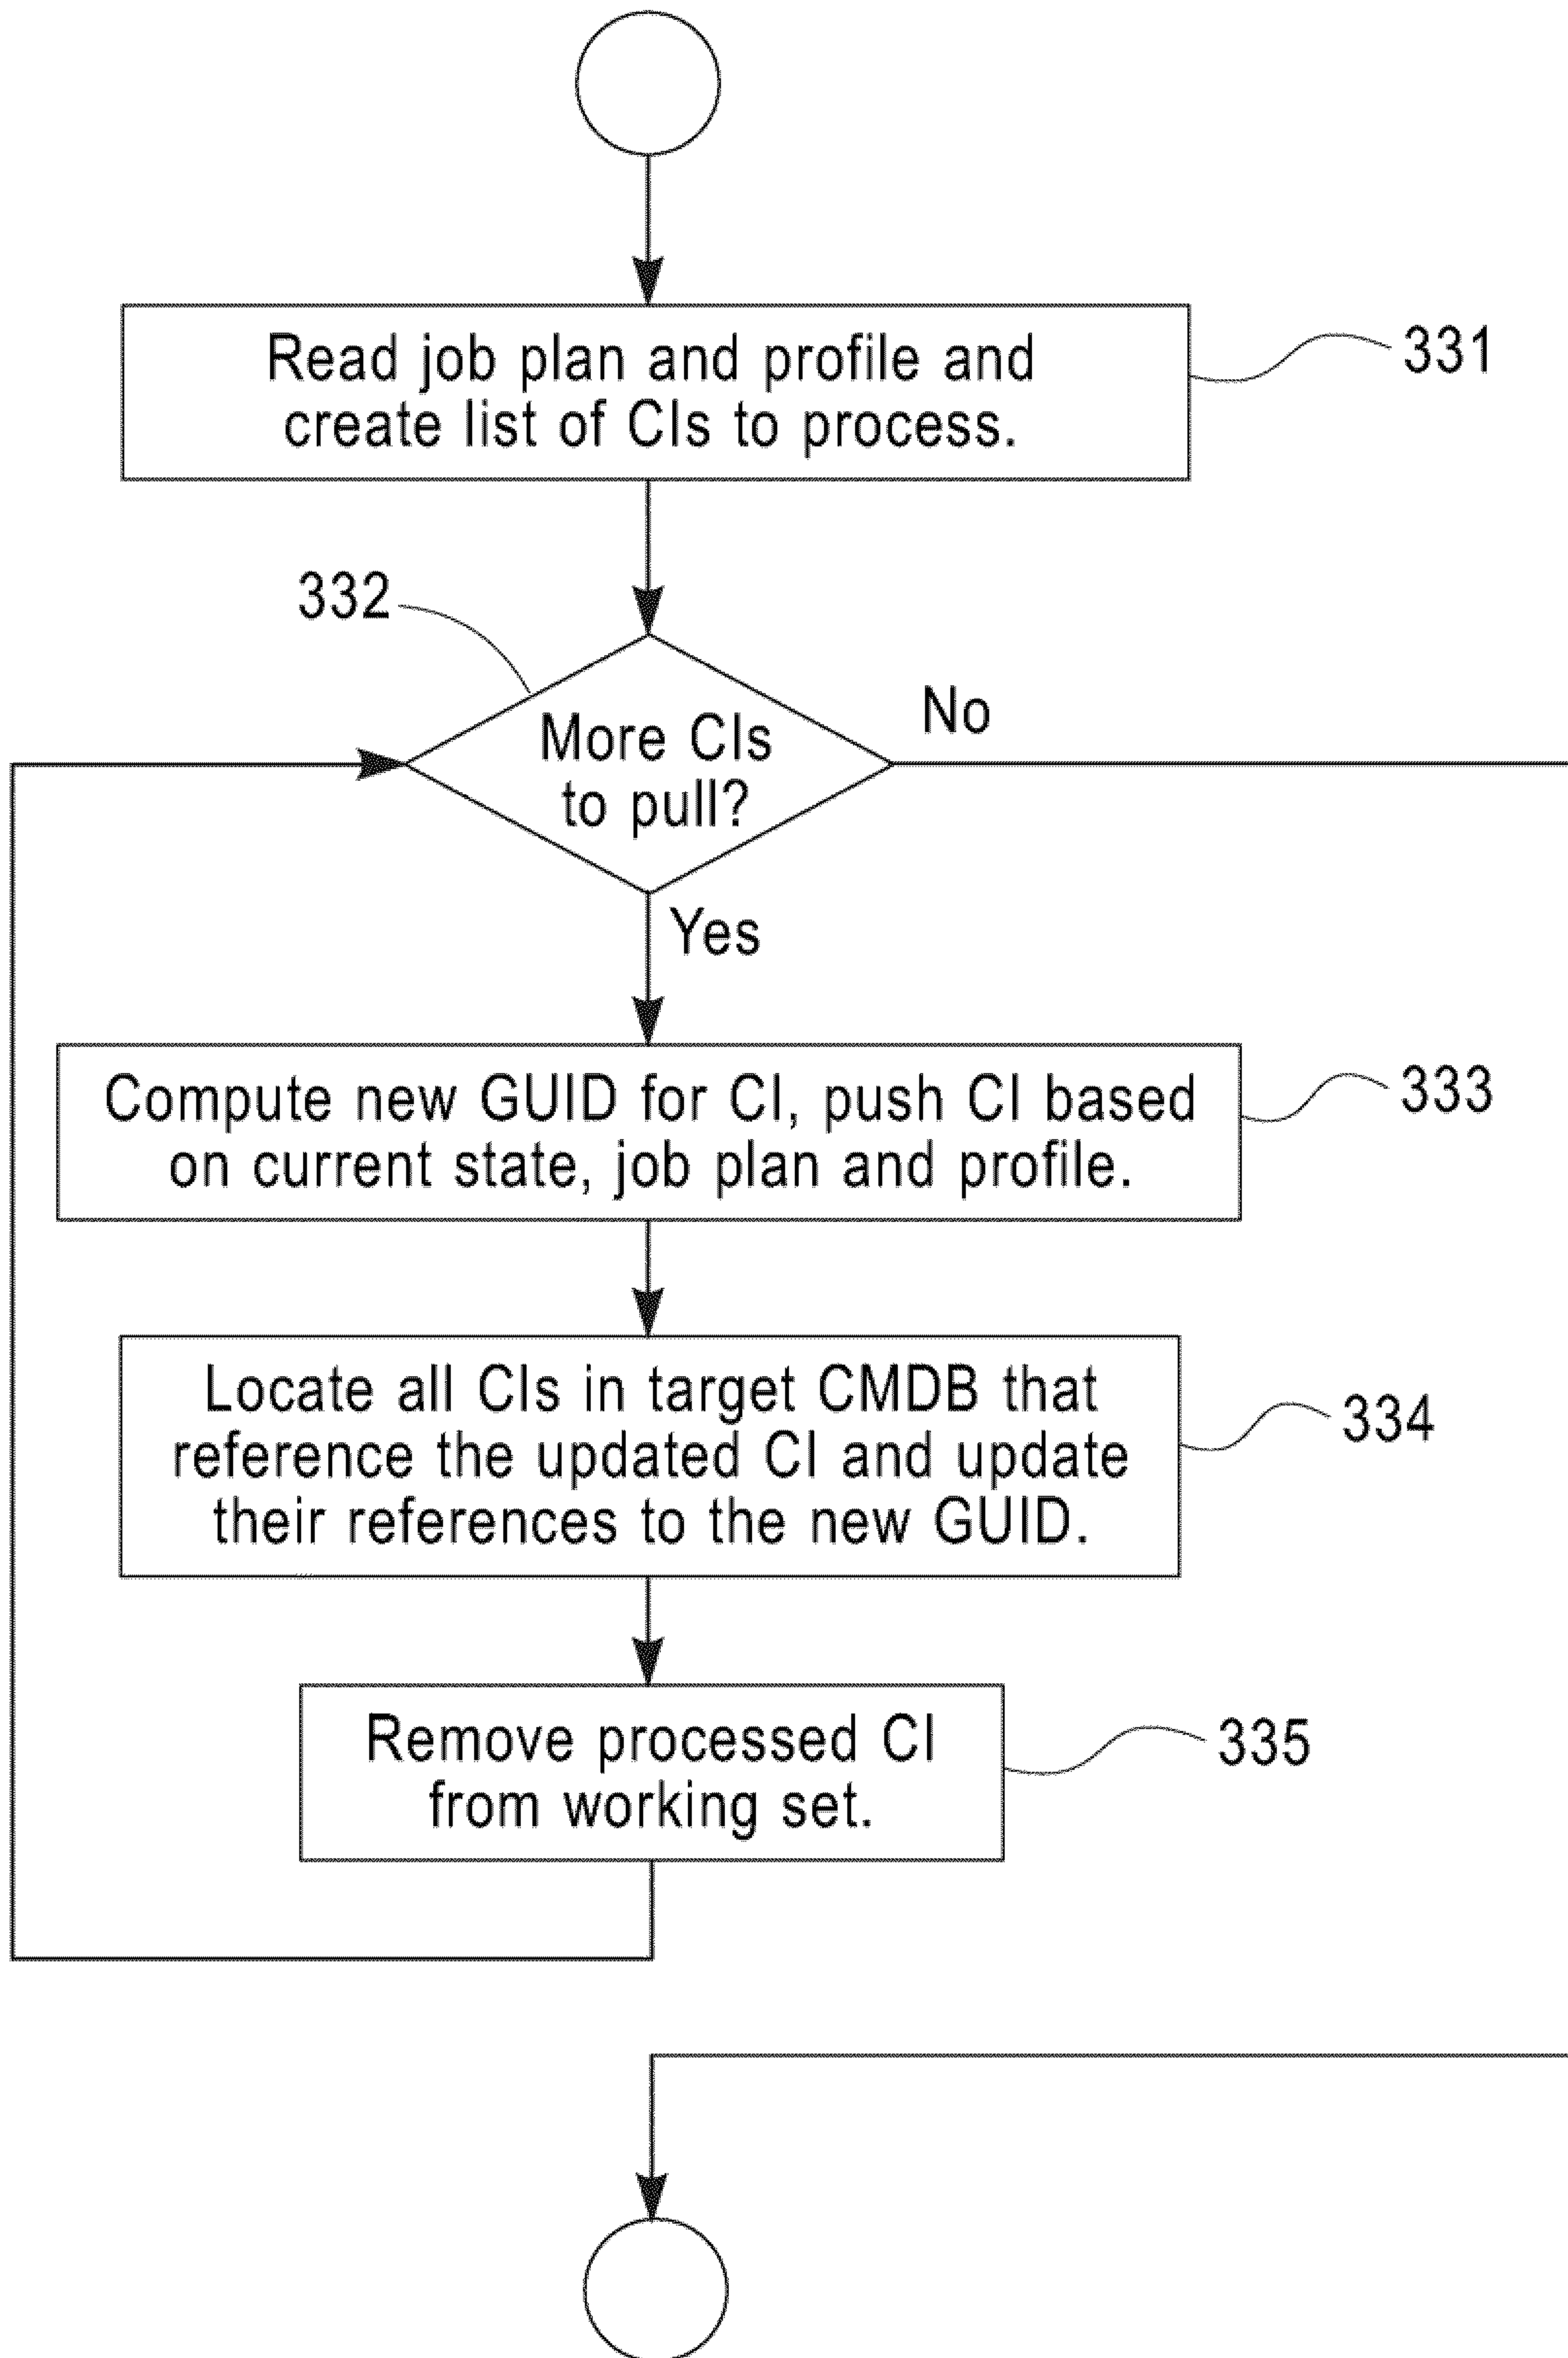 Read job plan and profile and
create list of CIs to process.
331
332
More CIs
to pull?
No
Yes
Compute new GUID for CI, push CI based
on current state, job plan and profile.
333
Locate all CIs in target CMDB that
reference the updated CI and update
their references to the new GUID.
334
Remove processed CI
from working set.
335